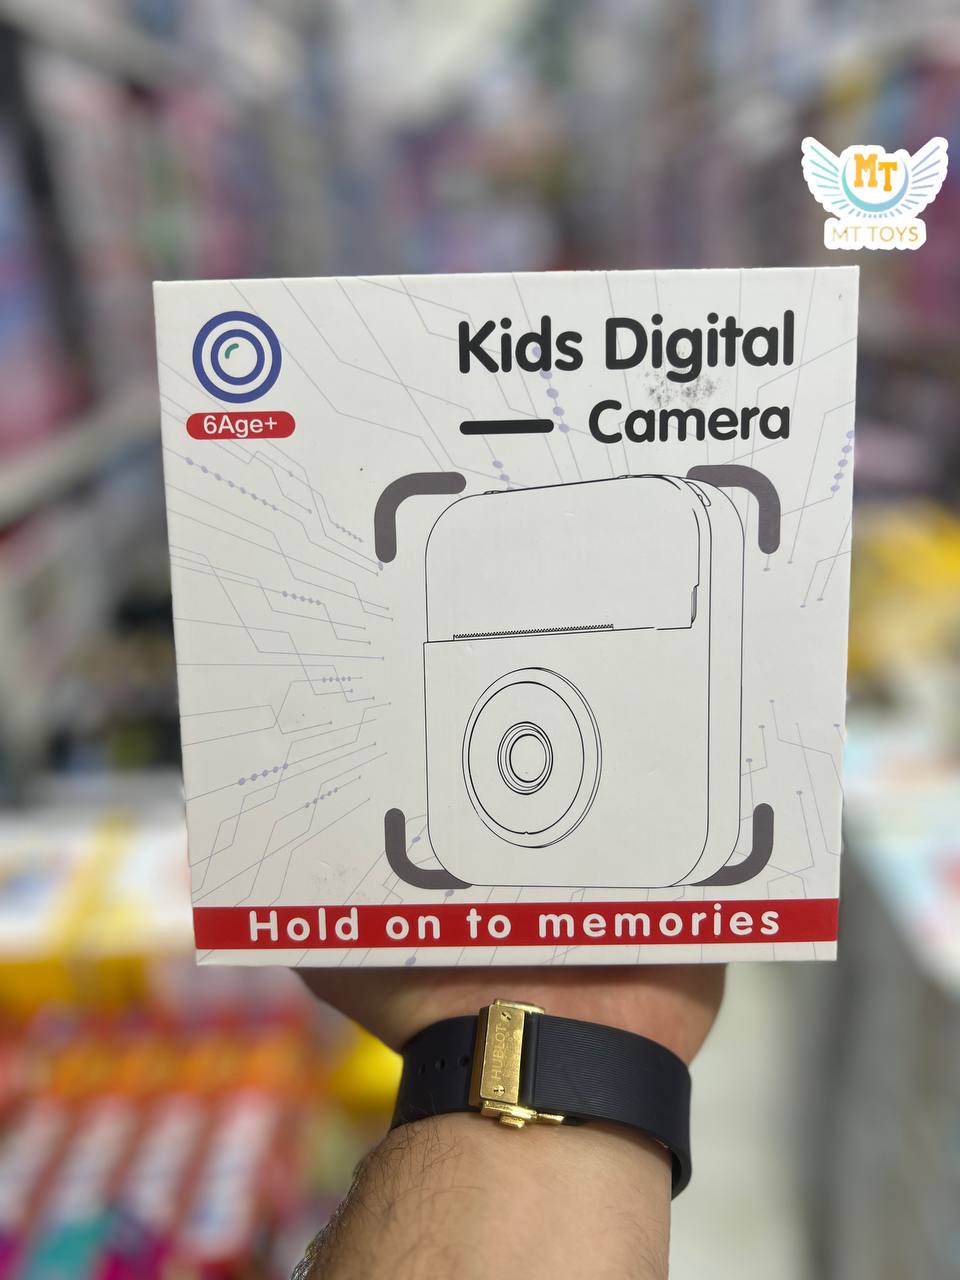 MT
MT TOYS
Kids Digital
Camera
6Age+
Hold on to memories
HUBLOT